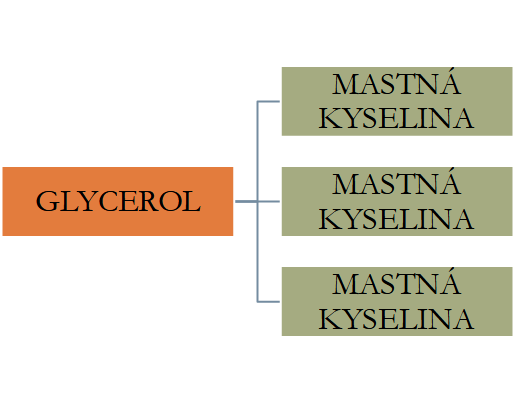 GLYCEROL
MASTNÁ
KYSELINA
MASTNÁ
KYSELINA
MASTNÁ
KYSELINA